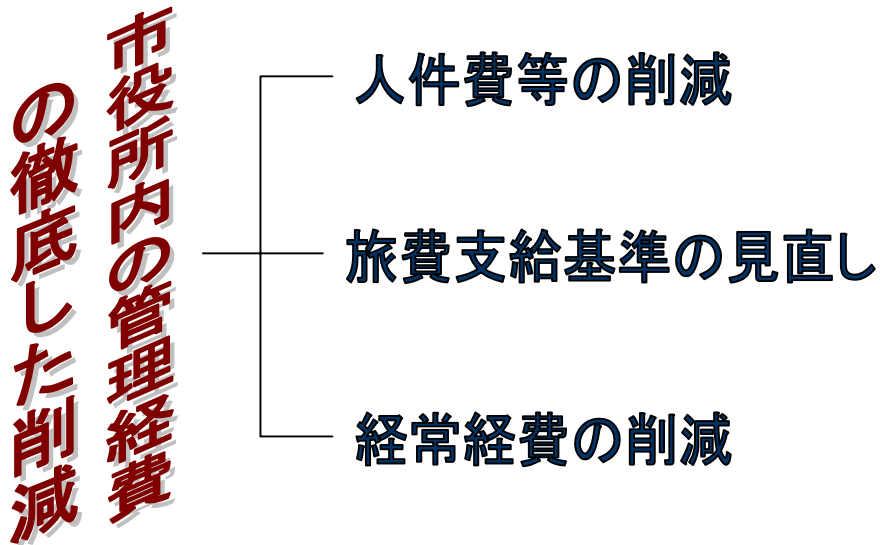 市役所内の管理経費
の徹底した削減
人件費等の削減
旅費支給基準の見直し
経常経費の削減